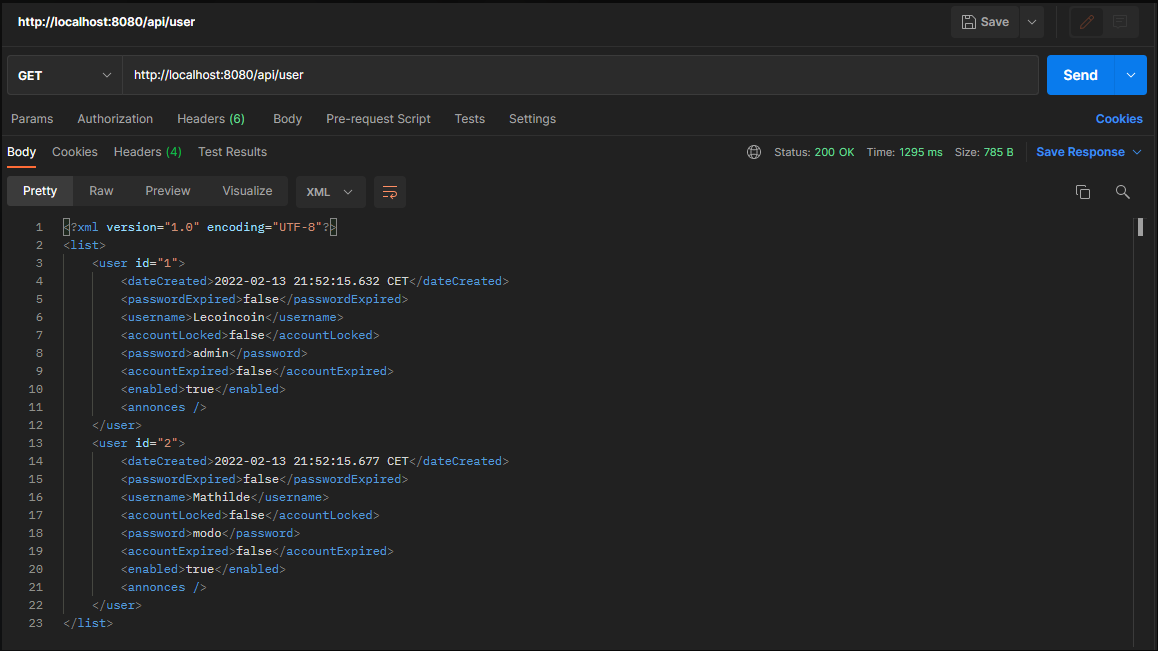 http://localhost:8080/api/user Save
GET http://localhost:8080/api/user Send
Params Authorization Headers (6) Body Pre-request Script Tests Settings Cookies
Body Cookies Headers (4) Test Results Status: 200 OK Time: 1295 ms Size: 785 B Save Response
Pretty Raw Preview Visualize XML
1 <?xml version="1.0" encoding="UTF-8"?>
2 <list>
3 <user id="1">
4 <dateCreated>2022-02-13 21:52:15.632 CET</dateCreated>
5 <passwordExpired>false</passwordExpired>
6 <username>Lecoincoin</username>
7 <accountLocked>false</accountLocked>
8 <password>admin</password>
9 <accountExpired>false</accountExpired>
10 <enabled>true</enabled>
11 <annonces />
12 </user>
13 <user id="2">
14 <dateCreated>2022-02-13 21:52:15.677 CET</dateCreated>
15 <passwordExpired>false</passwordExpired>
16 <username>Mathilde</username>
17 <accountLocked>false</accountLocked>
18 <password>modo</password>
19 <accountExpired>false</accountExpired>
20 <enabled>true</enabled>
21 <annonces />
22 </user>
23 </list>